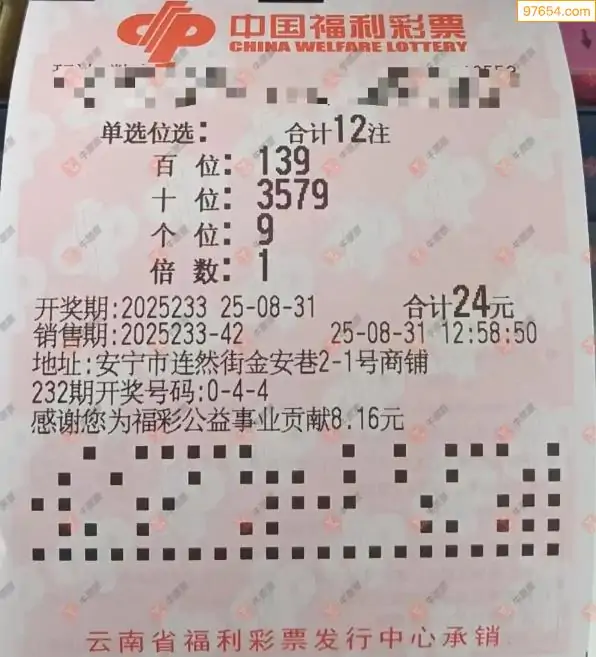 97654.com
中国福利彩票
CHINA WELFARE LOTTERY
单选位选: 合计12注
百 位: 139
十 位: 3579
个 位: 9
倍 数: 1
开奖期:2025233 25-08-31 合计24元
销售期:2025233-42 25-08-31 12:58:50
地址:安宁市连然街金安巷2-1号商铺
232期开奖号码:0-4-4
感谢您为福彩公益事业贡献8.16元
云南省福利彩票发行中心承销